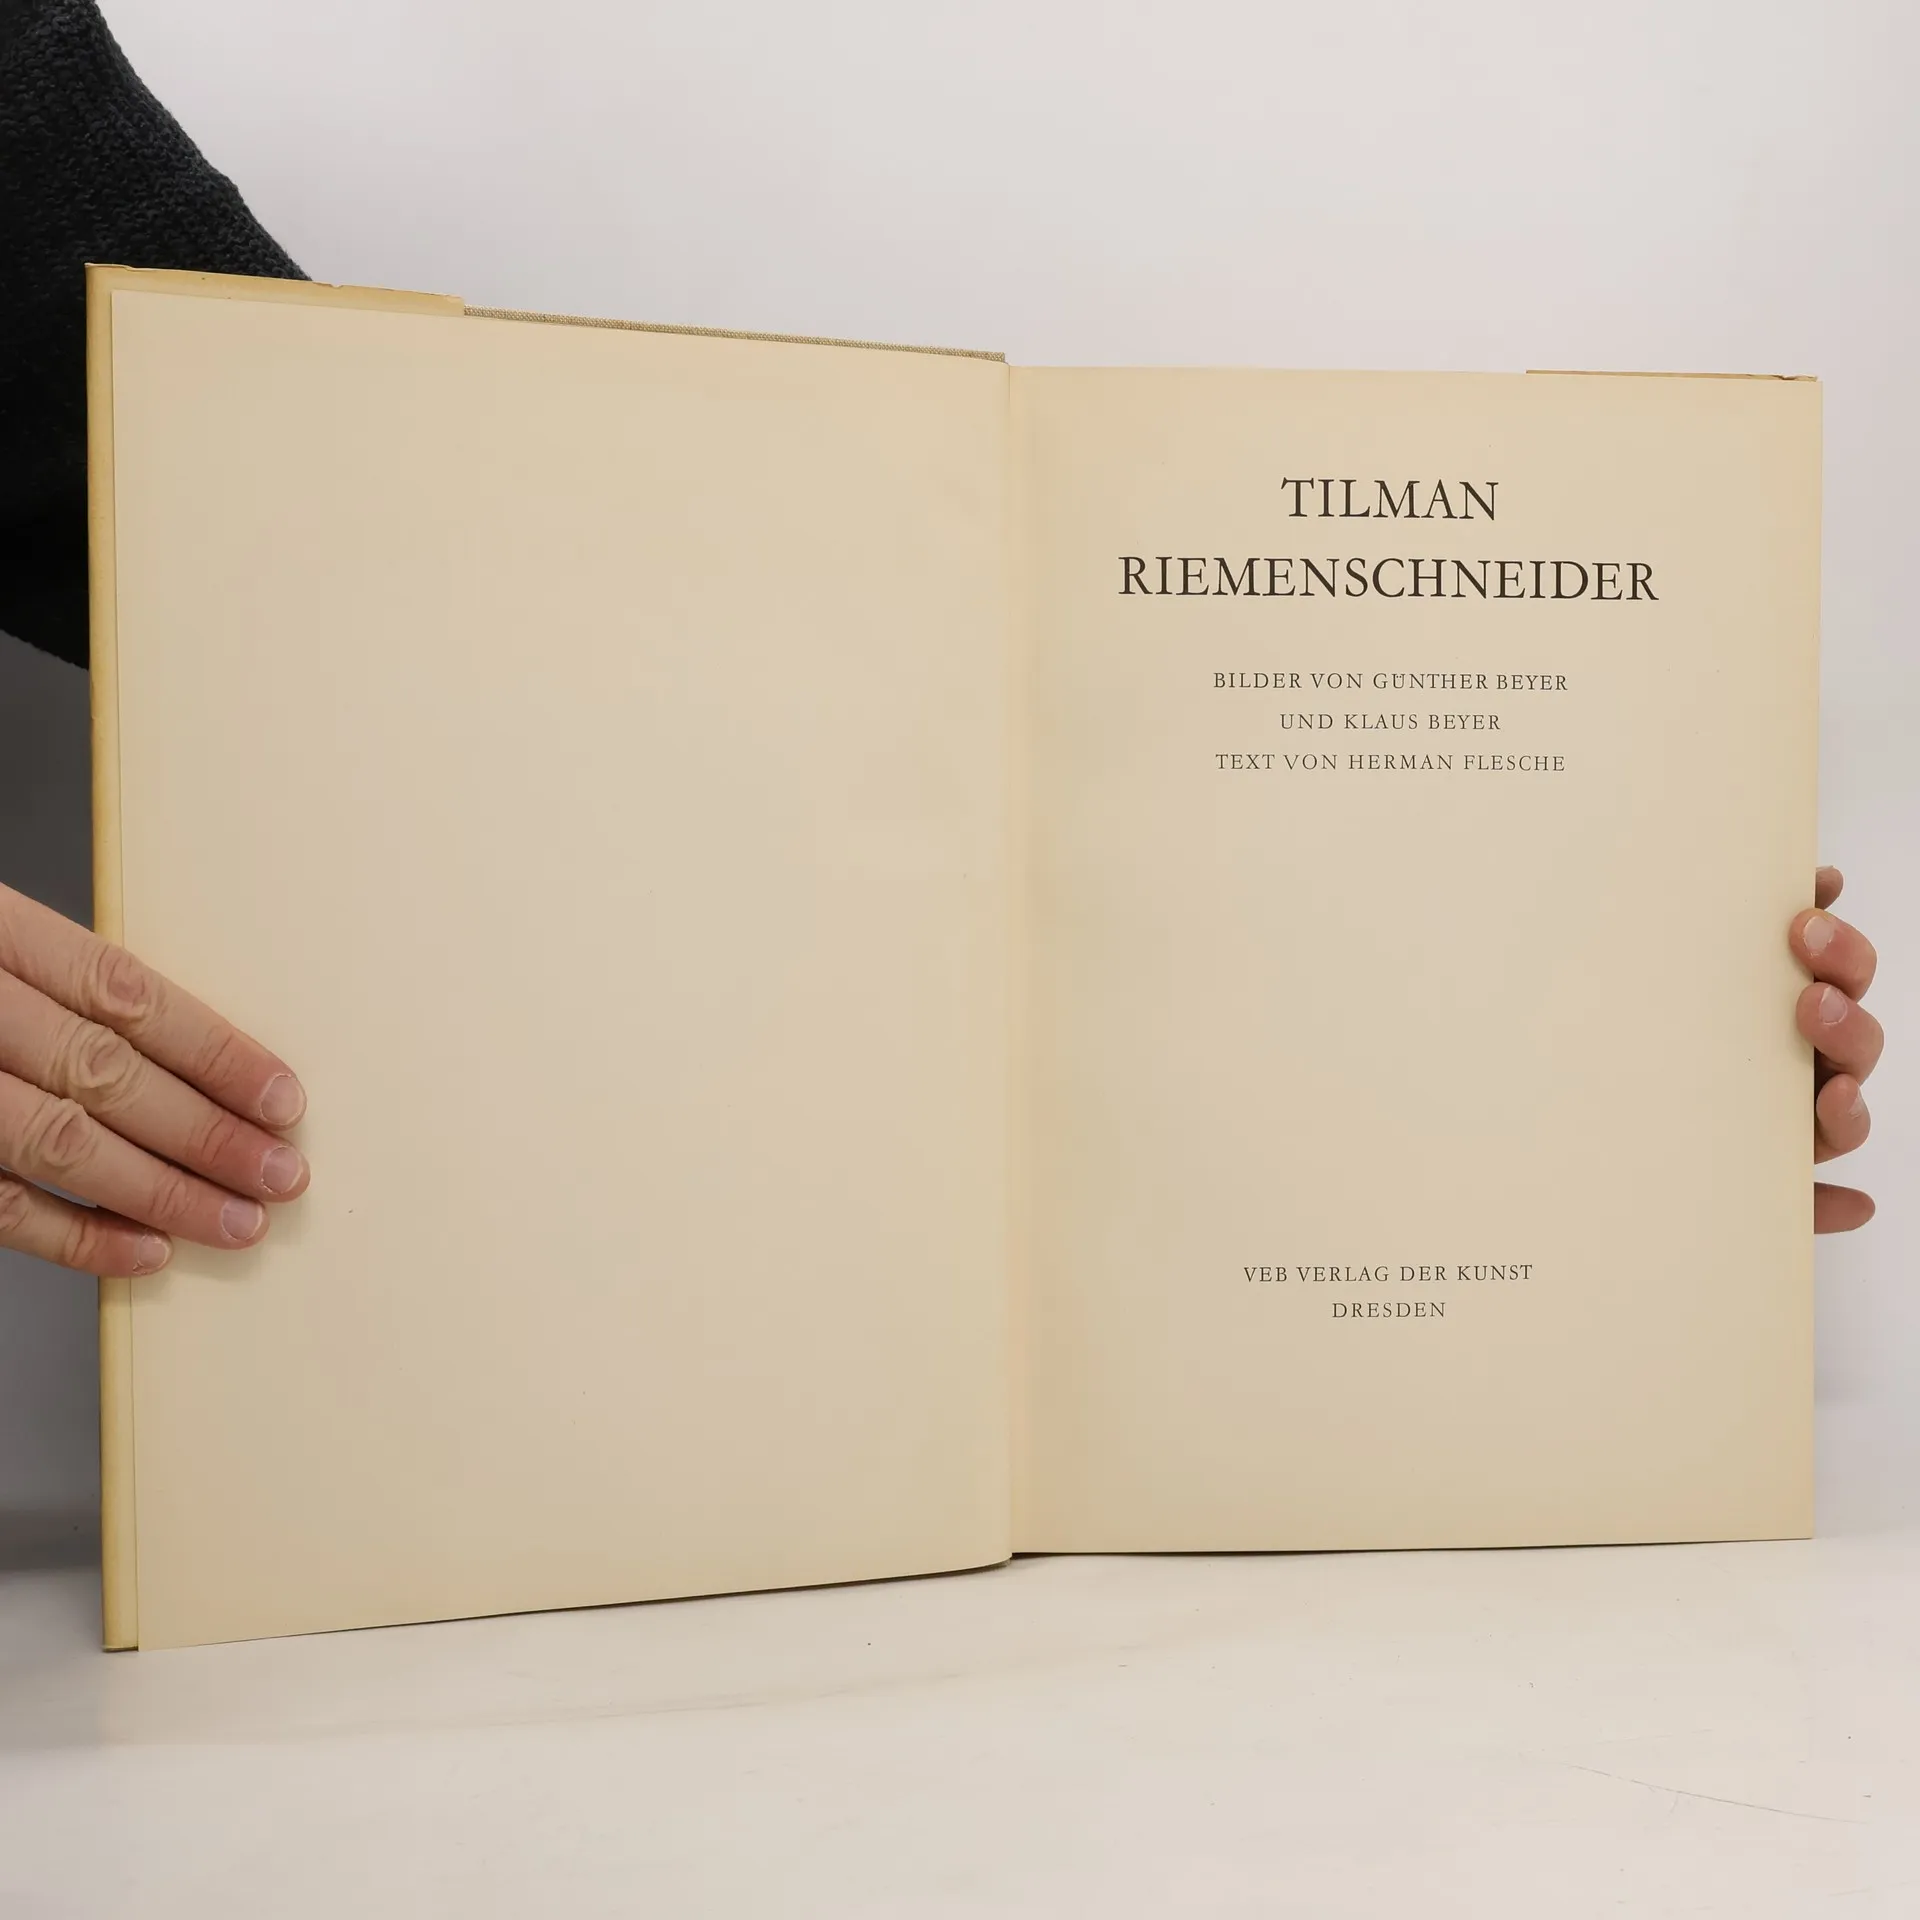 TILMAN
RIEMENSCHNEIDER
BILDER VON GÜNTHER BEYER
UND KLAUS BEYER
TEXT VON HERMAN FLESCHE
VEB VERLAG DER KUNST
DRESDEN